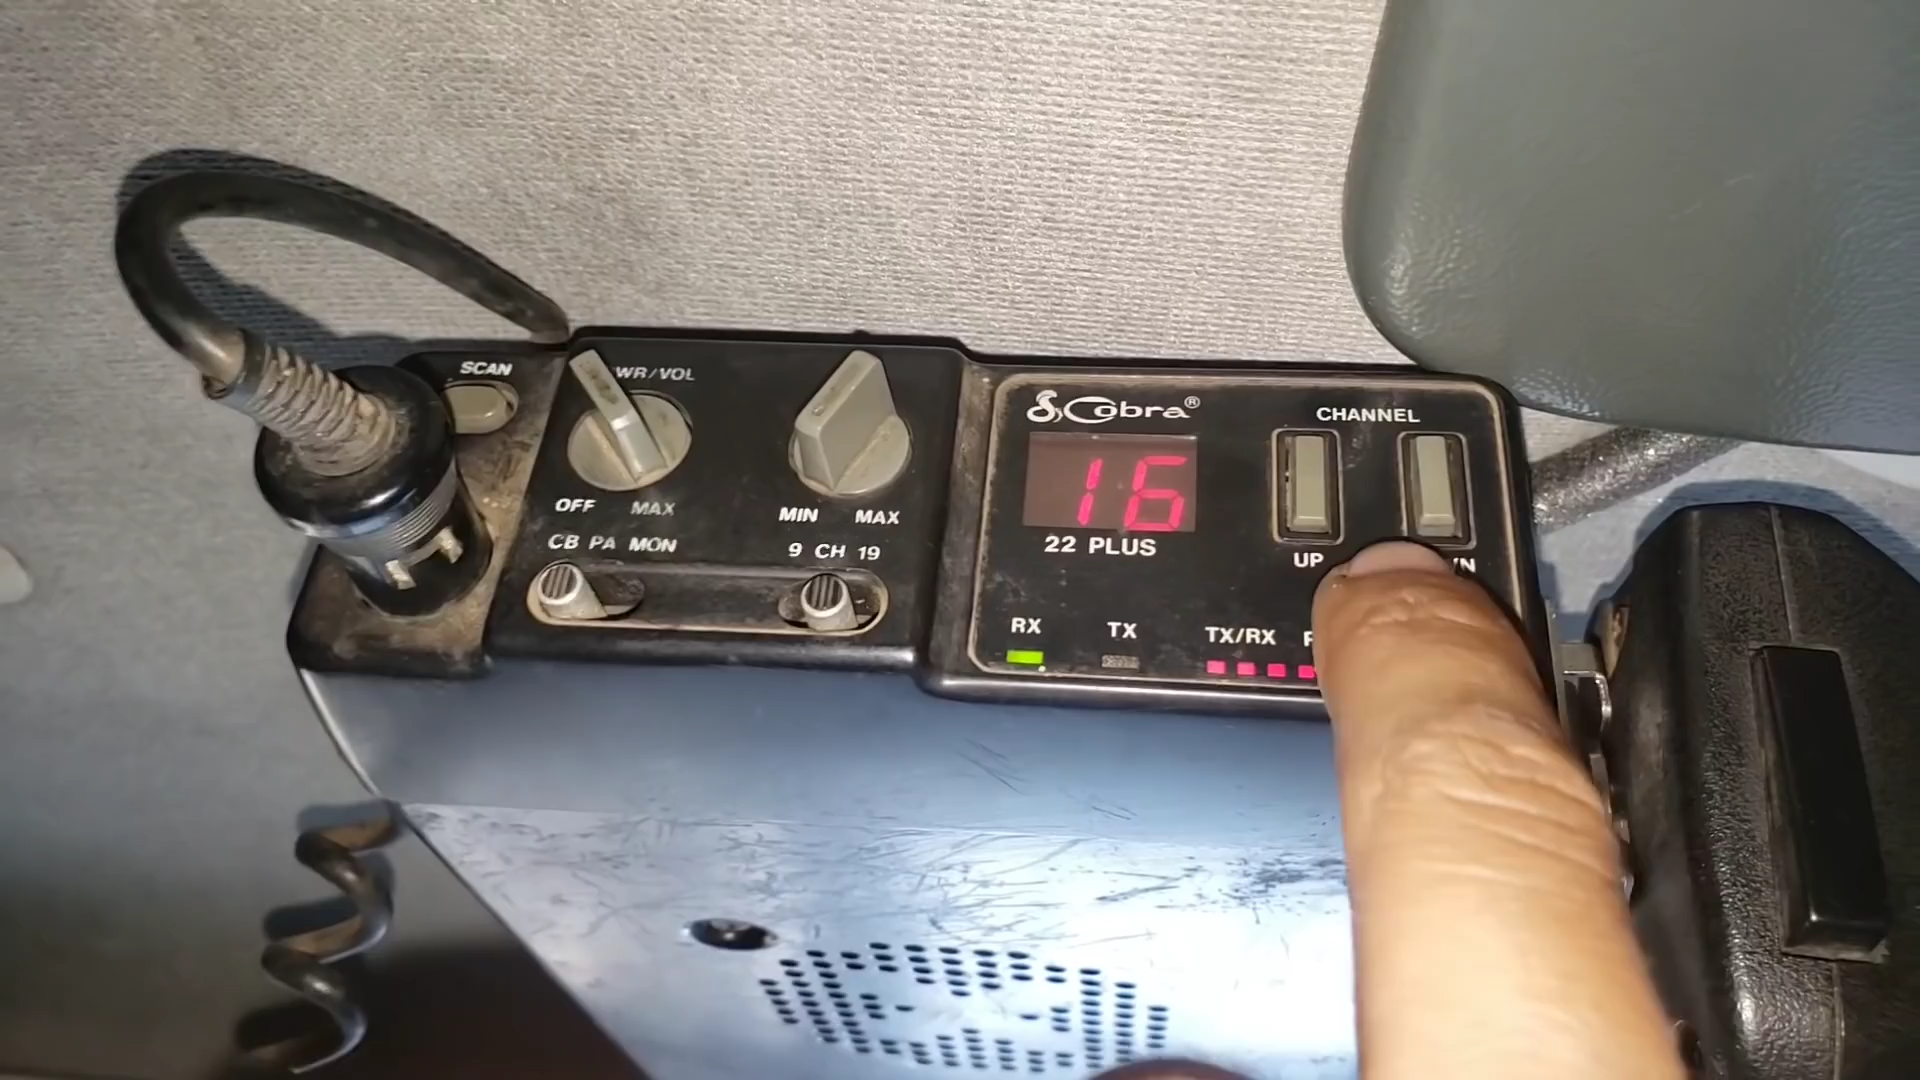 SCAN
WR/VOL
OFF MAX
MIN MAX
CB PA MON
9 CH 19
Cobra®
CHANNEL
16
22 PLUS
UP
RX
TX
TX/RX